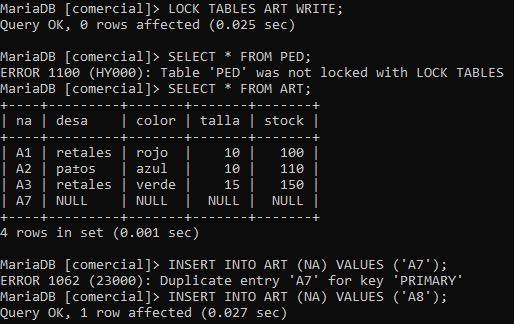 MariaDB [comercial]> LOCK TABLES ART WRITE;
Query OK, 0 rows affected (0.025 sec)
MariaDB [comercial]> SELECT * FROM PED;
ERROR 1100 (HY000): Table 'PED' was not locked with LOCK TABLES
MariaDB [comercial]> SELECT * FROM ART;
+----+---------+-------+-------+-------+
| na | desa    | color | talla | stock |
+----+---------+-------+-------+-------+
| A1 | retales | rojo  |    10 |   100 |
| A2 | pa±os   | azul  |    10 |   110 |
| A3 | retales | verde |    15 |   150 |
| A7 | NULL    | NULL  |  NULL |  NULL |
+----+---------+-------+-------+-------+
4 rows in set (0.001 sec)
MariaDB [comercial]> INSERT INTO ART (NA) VALUES ('A7');
ERROR 1062 (23000): Duplicate entry 'A7' for key 'PRIMARY'
MariaDB [comercial]> INSERT INTO ART (NA) VALUES ('A8');
Query OK, 1 row affected (0.027 sec)